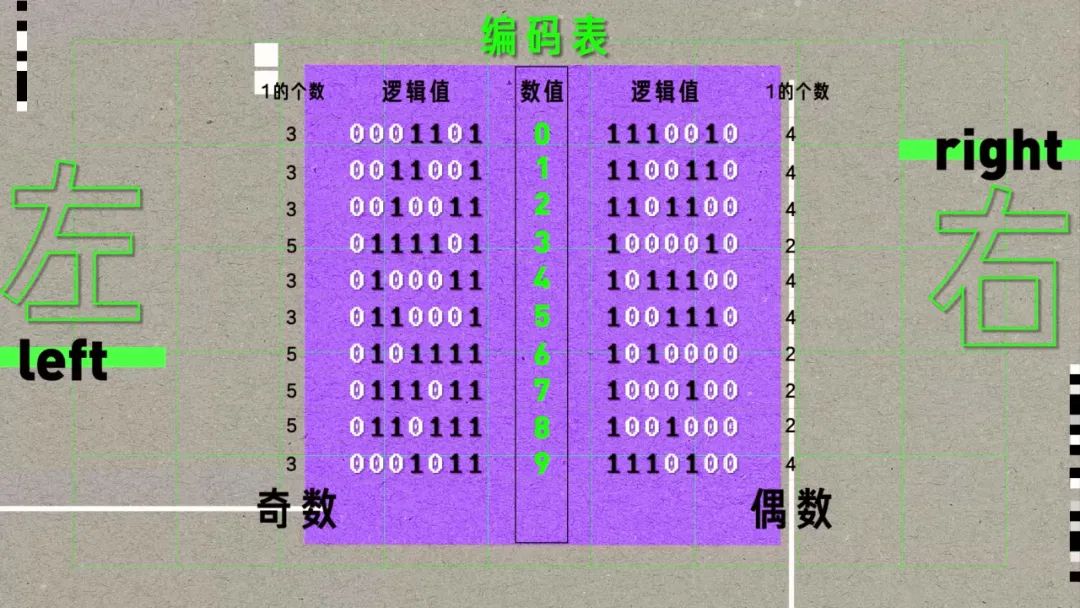 编码表
1的个数 逻辑值 数值 逻辑值 1的个数
3 0001101 0 1110010 4
3 0011001 1 1100110 4
3 0010011 2 1101100 4
5 0111101 3 1000010 2
3 0100011 4 1011100 4
3 0110001 5 1001110 4
5 0101111 6 1010000 2
5 0111011 7 1000100 2
5 0110111 8 1001000 2
3 0001011 9 1110100 4
左
left
right
右
奇数
偶数